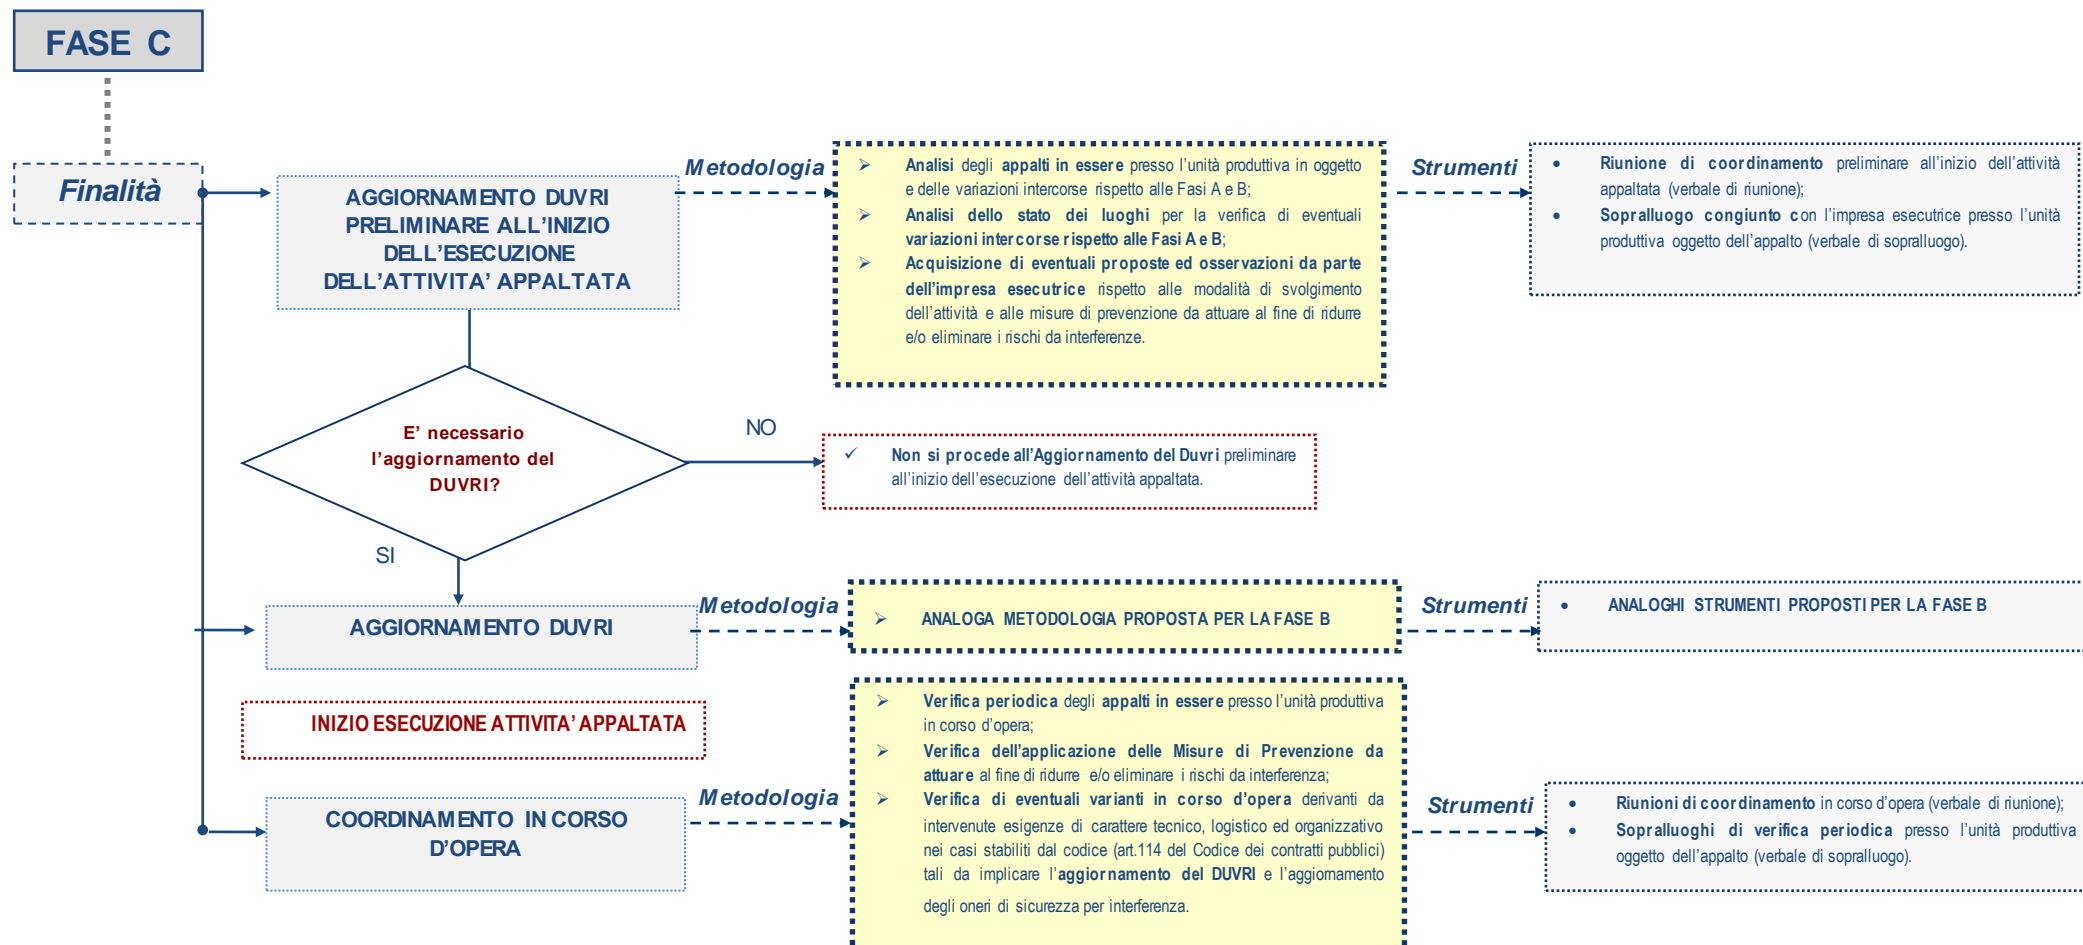 FASE C
Finalità
AGGIORNAMENTO DUVRI
PRELIMINARE ALL'INIZIO
DELL'ESECUZIONE
DELL'ATTIVITA' APPALTATA
Metodologia
➢ Analisi degli appalti in essere presso l'unità produttiva in oggetto
e delle variazioni intercorse rispetto alle Fasi A e B;
➢ Analisi dello stato dei luoghi per la verifica di eventuali
variazioni intercorse rispetto alle Fasi A e B;
➢ Acquisizione di eventuali proposte ed osservazioni da parte
dell'impresa esecutrice rispetto alle modalità di svolgimento
dell'attività e alle misure di prevenzione da attuare al fine di ridurre
e/o eliminare i rischi da interferenze.
Strumenti
• Riunione di coordinamento preliminare all'inizio dell'attività
appaltata (verbale di riunione);
• Sopralluogo congiunto con l'impresa esecutrice presso l'unità
produttiva oggetto dell'appalto (verbale di sopralluogo).
E' necessario
l'aggiornamento del
DUVRI?
NO
✓ Non si procede all'Aggiornamento del Duvri preliminare
all'inizio dell'esecuzione dell'attività appaltata.
SI
AGGIORNAMENTO DUVRI
Metodologia
➢ ANALOGA METODOLOGIA PROPOSTA PER LA FASE B
Strumenti
• ANALOGHI STRUMENTI PROPOSTI PER LA FASE B
INIZIO ESECUZIONE ATTIVITA' APPALTATA
COORDINAMENTO IN CORSO
D'OPERA
Metodologia
➢ Verifica periodica degli appalti in essere presso l'unità produttiva
in corso d'opera;
➢ Verifica dell'applicazione delle Misure di Prevenzione da
attuare al fine di ridurre e/o eliminare i rischi da interferenza;
➢ Verifica di eventuali varianti in corso d'opera derivanti da
intervenute esigenze di carattere tecnico, logistico ed organizzativo
nei casi stabiliti dal codice (art.114 del Codice dei contratti pubblici)
tali da implicare l'aggiornamento del DUVRI e l'aggiornamento
degli oneri di sicurezza per interferenza.
Strumenti
• Riunioni di coordinamento in corso d'opera (verbale di riunione);
• Sopralluoghi di verifica periodica presso l'unità produttiva
oggetto dell'appalto (verbale di sopralluogo).